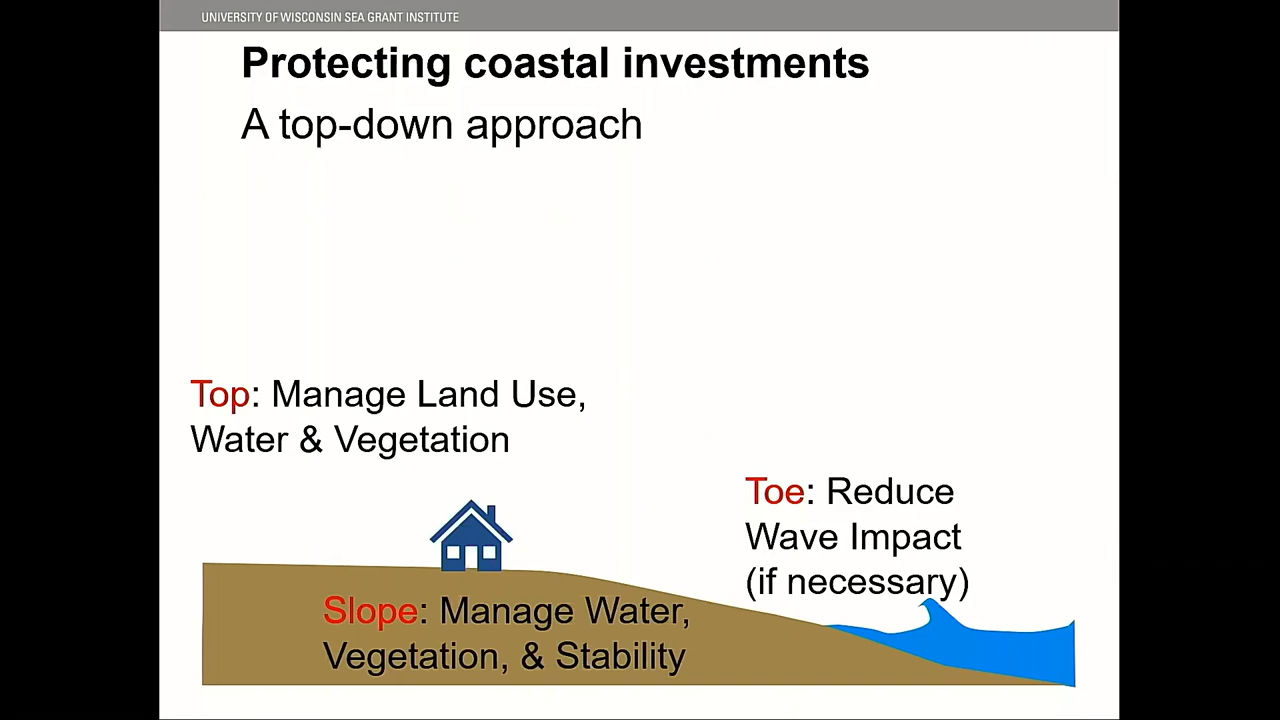 UNIVERSITY OF WISCONSIN SEA GRANT INSTITUTE
Protecting coastal investments
A top-down approach
Top: Manage Land Use,
Water & Vegetation
Toe: Reduce
Wave Impact
(if necessary)
Slope: Manage Water,
Vegetation, & Stability